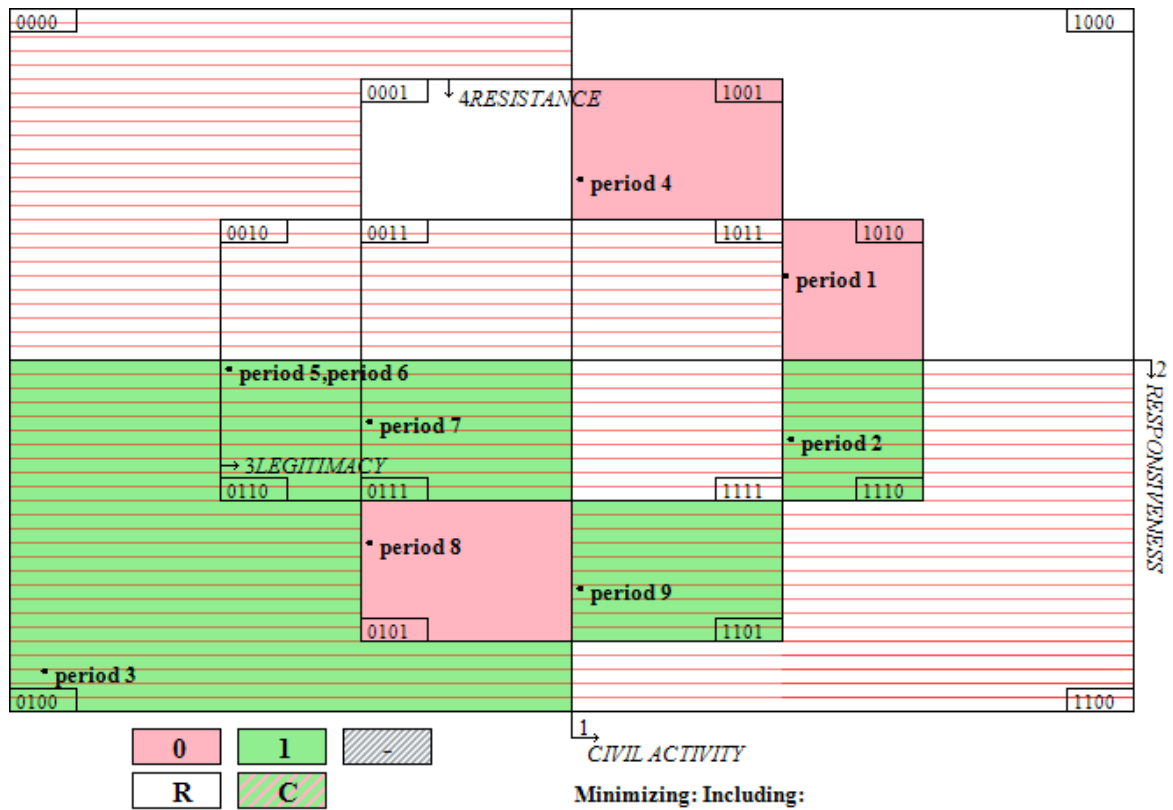 0000 1000
0001 4RESISTANCE 1001
period 4
0010 0011 1011 1010
period 1
period 5,period 6 2
period 7 period 2
RESPONSIVENESS
3LEGITIMACY
0110 0111 1111 1110
period 8
period 9
0101 1101
period 3
0100 1100
0 1 - 1
CIVIL ACTIVITY
R C Minimizing: Including: